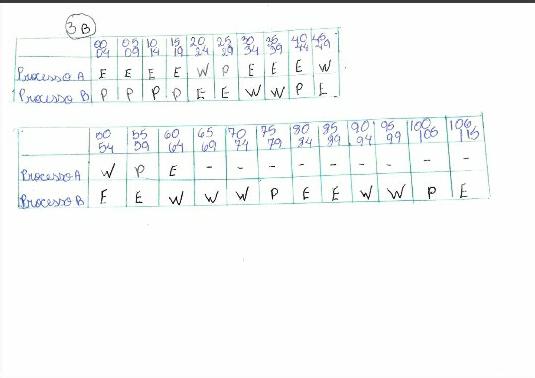 3B
00 05 10 15 20 25 30 35 40 45
04 09 14 19 24 29 34 39 44 49
Processo A E E E E W P E E E W
Processo B P P P P E E W W P E
50 55 60 65 70 75 80 85 90 95 100 106
54 59 64 69 74 79 84 89 94 99 105 115
Processo A W P E - - - - - - - - -
Processo B E E W W W P E E W W P E